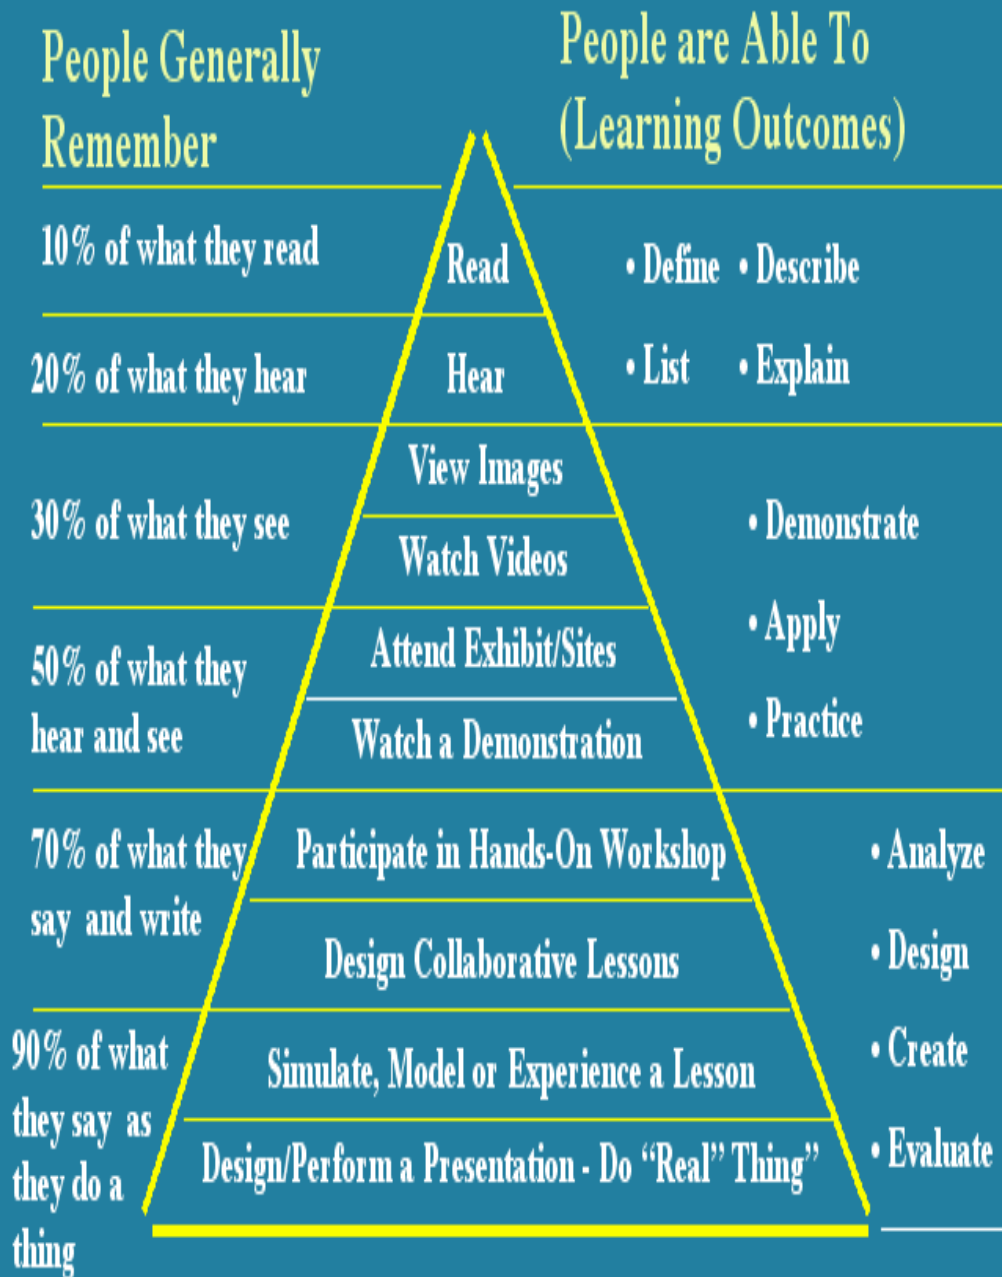 People Generally
Remember
People are Able To
(Learning Outcomes)
10% of what they read
Read
• Define • Describe
20% of what they hear
Hear
• List • Explain
30% of what they see
View Images
Watch Videos
• Demonstrate
• Apply
• Practice
50% of what they
hear and see
Attend Exhibit/Sites
Watch a Demonstration
70% of what they
say and write
Participate in Hands-On Workshop
Design Collaborative Lessons
• Analyze
• Design
• Create
• Evaluate
90% of what
they say as
they do a
thing
Simulate, Model or Experience a Lesson
Design/Perform a Presentation - Do “Real” Thing”